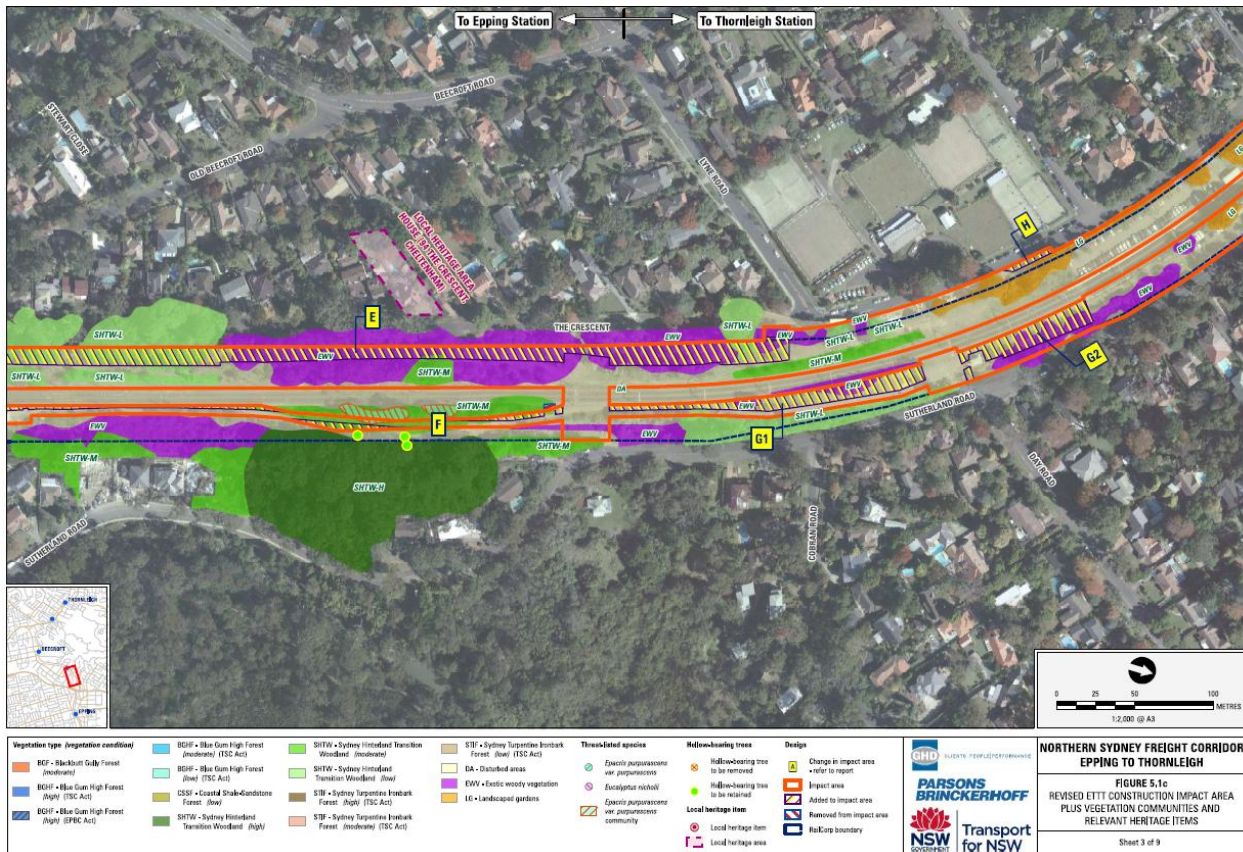 To Epping Station
To Thornleigh Station
BEECROFT ROAD
STEWART CLOSE
OLD BEECROFT ROAD
LYNE ROAD
LOCAL HERITAGE AREA
HOUSE (94 THE CRESCENT,
CHELTENHAM)
H
LG
LG
LG
EWV
E
SHTW-L
THE CRESCENT
SHTW-L
EWV
EWV
EWV
EWV
SHTW-L
SHTW-L
SHTW-M
G2
SHTW-L
SHTW-L
SHTW-M
DA
EWV
SHTW-M
EWV
SHTW-L
SUTHERLAND ROAD
F
EWV
EWV
G1
SHTW-M
SHTW-M
SHTW-H
DAY ROAD
COBRAN ROAD
SUTHERLAND ROAD
THORNLEIGH
BEECROFT
EPPING
0 25 50 100
METRES
1:2,000 @ A3
Vegetation type (vegetation condition)
BGF - Blackbutt Gully Forest
(moderate)
BGHF - Blue Gum High Forest
(high) (TSC Act)
BGHF - Blue Gum High Forest
(high) (EPBC Act)
BGHF - Blue Gum High Forest
(moderate) (TSC Act)
BGHF - Blue Gum High Forest
(low) (TSC Act)
CSSF - Coastal Shale-Sandstone
Forest (low)
SHTW - Sydney Hinterland
Transition Woodland (high)
SHTW - Sydney Hinterland Transition
Woodland (moderate)
SHTW - Sydney Hinterland
Transition Woodland (low)
STIF - Sydney Turpentine Ironbark
Forest (high) (TSC Act)
STIF - Sydney Turpentine Ironbark
Forest (moderate) (TSC Act)
STIF - Sydney Turpentine Ironbark
Forest (low) (TSC Act)
DA - Disturbed areas
EWV - Exotic woody vegetation
LG - Landscaped gardens
Threatened species
Epacris purpurascens
var. purpurascens
Eucalyptus nicholii
Epacris purpurascens
var. purpurascens
community
Hollow-bearing trees
Hollow-bearing tree
to be removed
Hollow-bearing tree
to be retained
Local heritage item
Local heritage item
Local heritage area
Design
A
Change in impact area
- refer to report
Impact area
Added to impact area
Removed from impact area
RailCorp boundary
GHD
CLIENTS PEOPLE PERFORMANCE
PARSONS
BRINCKERHOFF
NSW
GOVERNMENT
Transport
for NSW
NORTHERN SYDNEY FREIGHT CORRIDOR
EPPING TO THORNLEIGH
FIGURE 5.1c
REVISED ETTT CONSTRUCTION IMPACT AREA
PLUS VEGETATION COMMUNITIES AND
RELEVANT HERITAGE ITEMS
Sheet 3 of 9